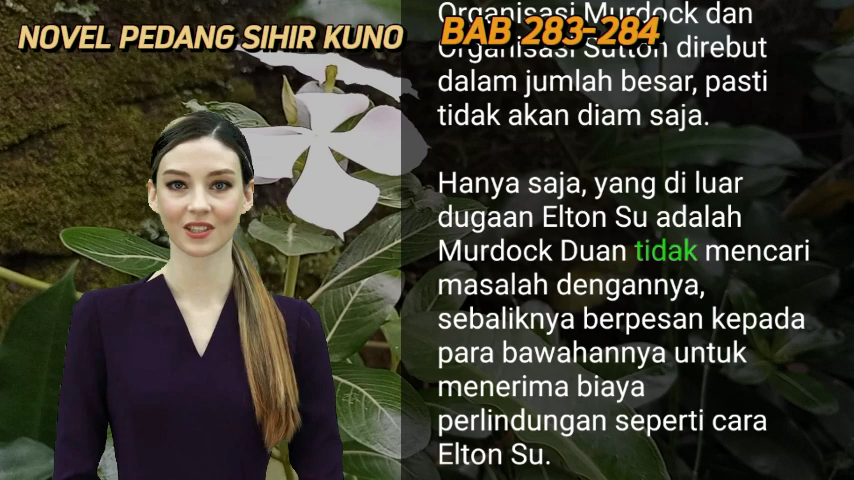 NOVEL PEDANG SIHIR KUNO
BAB 283-284
Organisasi Murdock dan
Organisasi Sutton direbut
dalam jumlah besar, pasti
tidak akan diam saja.
Hanya saja, yang di luar
dugaan Elton Su adalah
Murdock Duan tidak mencari
masalah dengannya,
sebaliknya berpesan kepada
para bawahannya untuk
menerima biaya
perlindungan seperti cara
Elton Su.